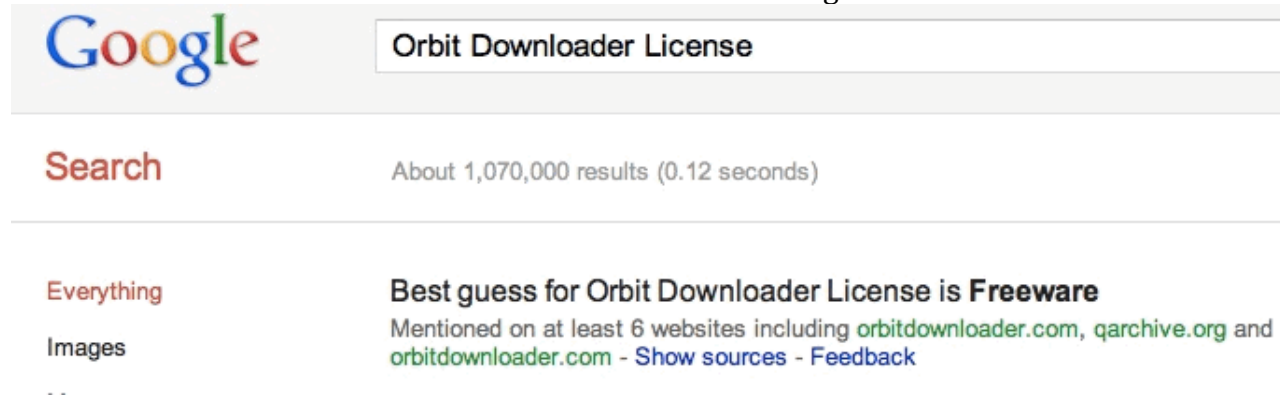 Google
Orbit Downloader License
Search
About 1,070,000 results (0.12 seconds)
Everything
Best guess for Orbit Downloader License is Freeware
Mentioned on at least 6 websites including orbitdownloader.com, qarchive.org and
Images
orbitdownloader.com - Show sources - Feedback